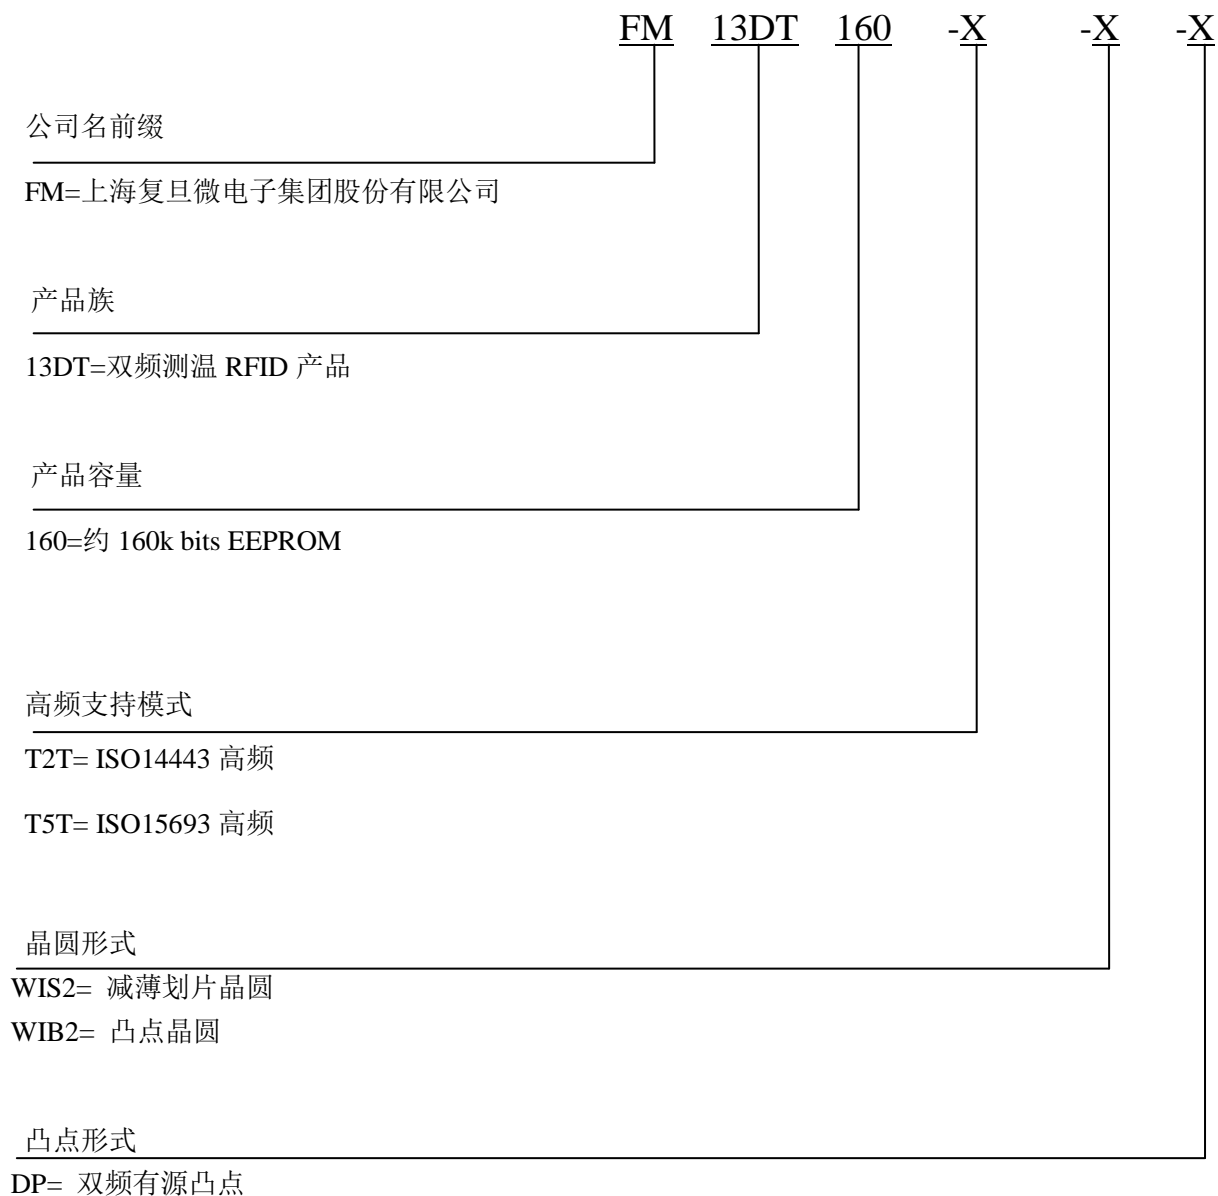 FM 13DT 160 -X -X -X
公司名前缀
FM=上海复旦微电子集团股份有限公司
产品族
13DT=双频测温 RFID 产品
产品容量
160=约 160k bits EEPROM
高频支持模式
T2T= ISO14443 高频
T5T= ISO15693 高频
晶圆形式
WIS2= 减薄划片晶圆
WIB2= 凸点晶圆
凸点形式
DP= 双频有源凸点